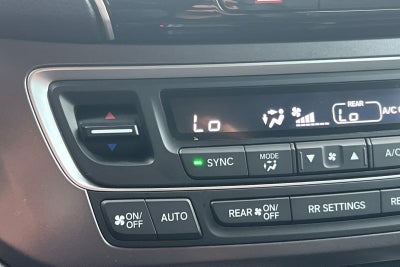 REAR
Lo
Lo
A/C
SYNC
MODE
A/C
ON/
OFF
AUTO
REAR ON/
OFF
RR SETTINGS